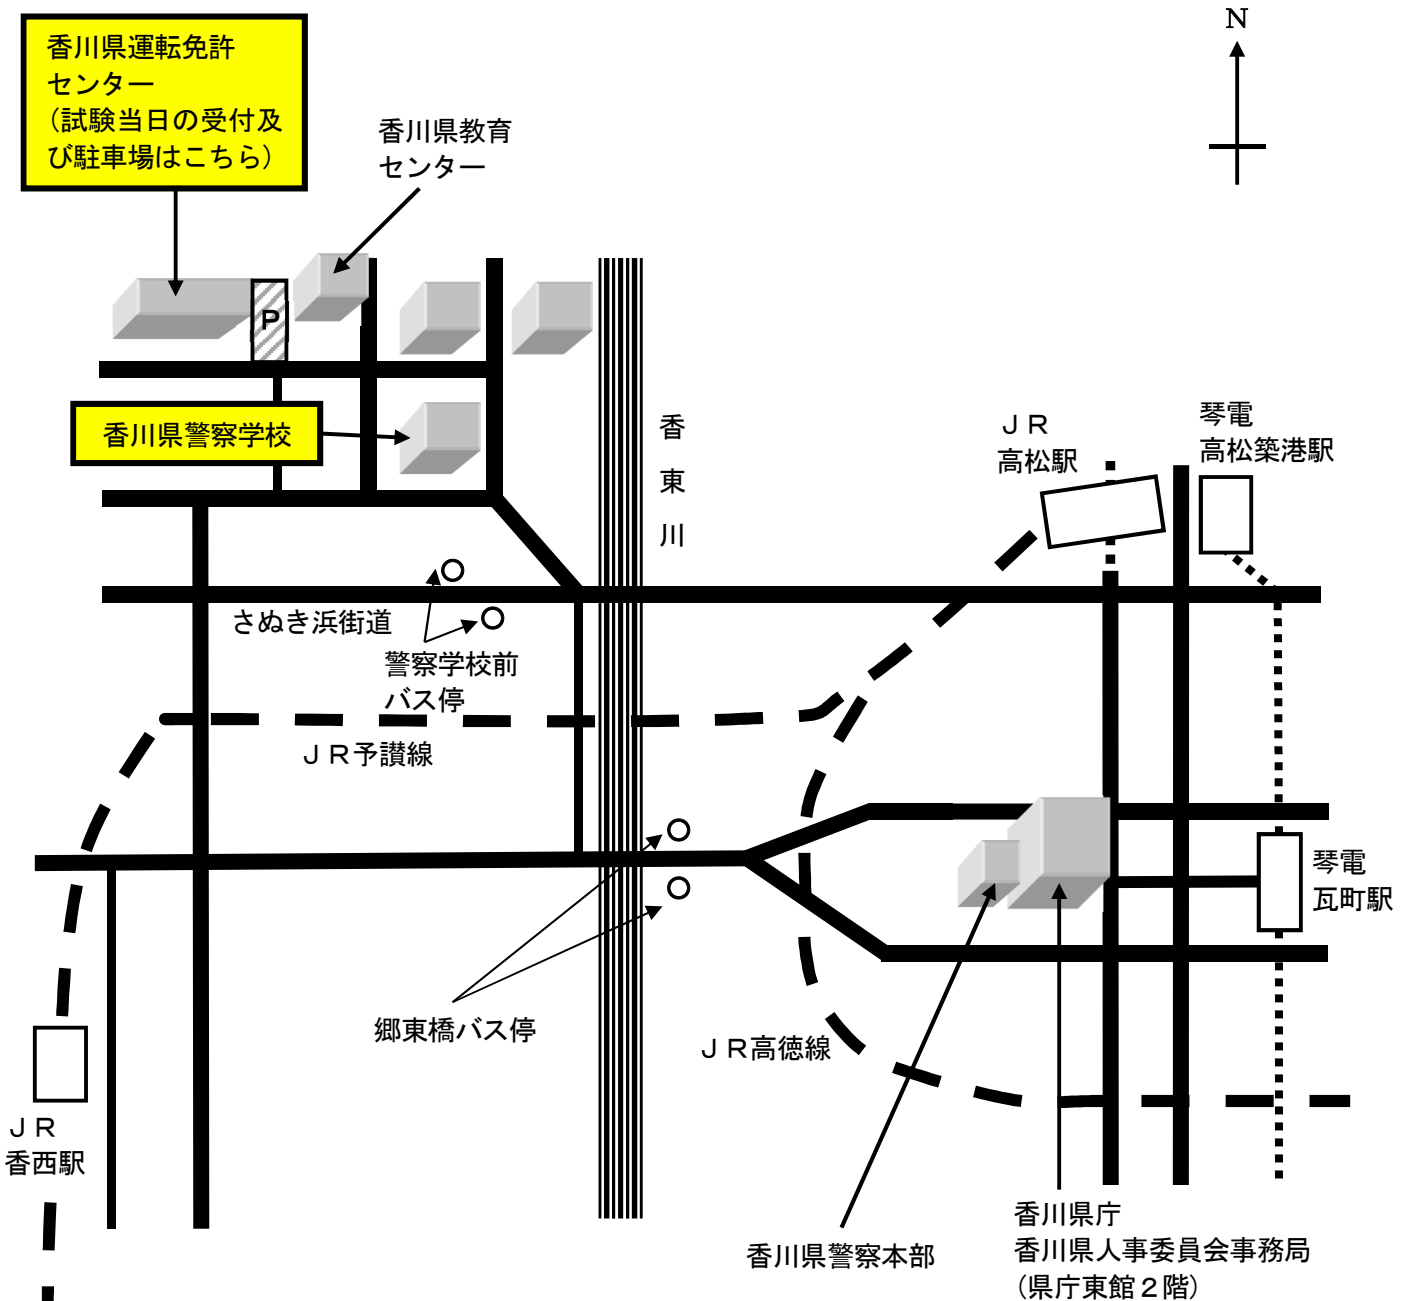 香川県運転免許
センター
（試験当日の受付及
び駐車場はこちら）
N
香川県教育
センター
P
香川県警察学校
香東川
ＪＲ
高松駅
琴電
高松築港駅
さぬき浜街道
警察学校前
バス停
ＪＲ予讃線
琴電
瓦町駅
郷東橋バス停
ＪＲ高徳線
ＪＲ
香西駅
香川県警察本部
香川県庁
香川県人事委員会事務局
（県庁東館２階）